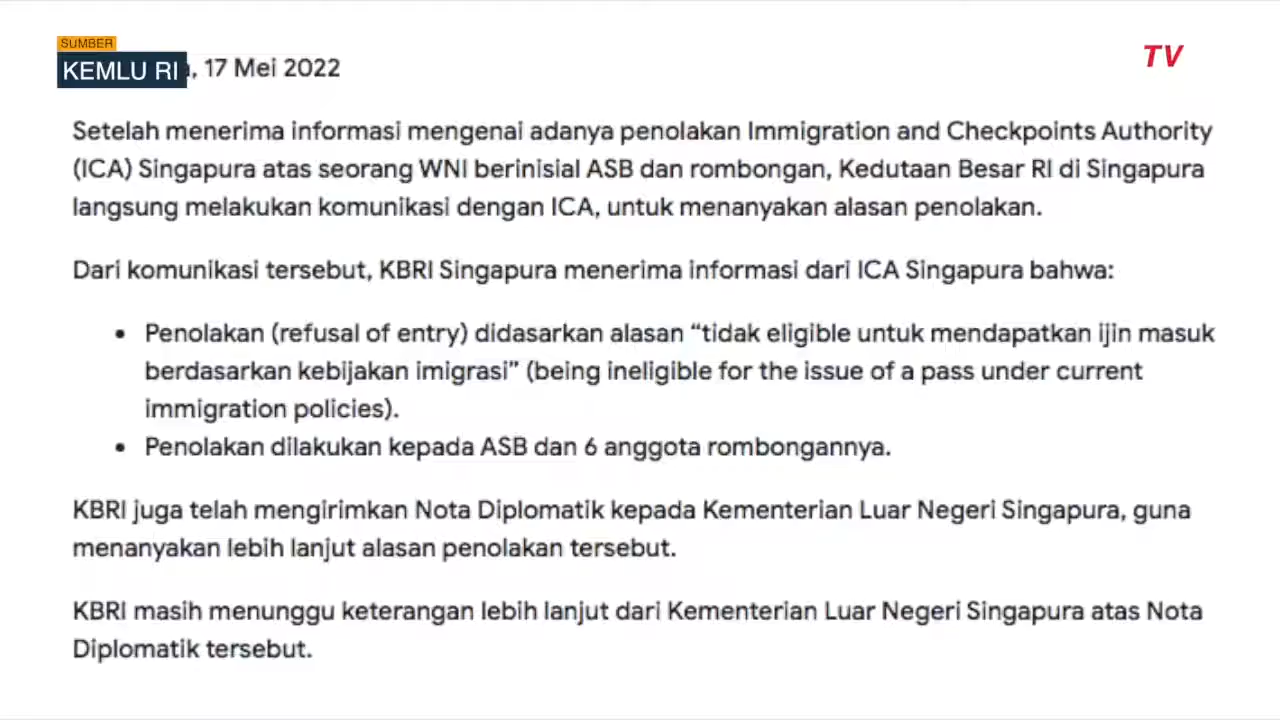 SUMBER
KEMLU RI
, 17 Mei 2022
TV
Setelah menerima informasi mengenai adanya penolakan Immigration and Checkpoints Authority
(ICA) Singapura atas seorang WNI berinisial ASB dan rombongan, Kedutaan Besar RI di Singapura
langsung melakukan komunikasi dengan ICA, untuk menanyakan alasan penolakan.
Dari komunikasi tersebut, KBRI Singapura menerima informasi dari ICA Singapura bahwa:
• Penolakan (refusal of entry) didasarkan alasan “tidak eligible untuk mendapatkan ijin masuk
berdasarkan kebijakan imigrasi” (being ineligible for the issue of a pass under current
immigration policies).
• Penolakan dilakukan kepada ASB dan 6 anggota rombongannya.
KBRI juga telah mengirimkan Nota Diplomatik kepada Kementerian Luar Negeri Singapura, guna
menanyakan lebih lanjut alasan penolakan tersebut.
KBRI masih menunggu keterangan lebih lanjut dari Kementerian Luar Negeri Singapura atas Nota
Diplomatik tersebut.